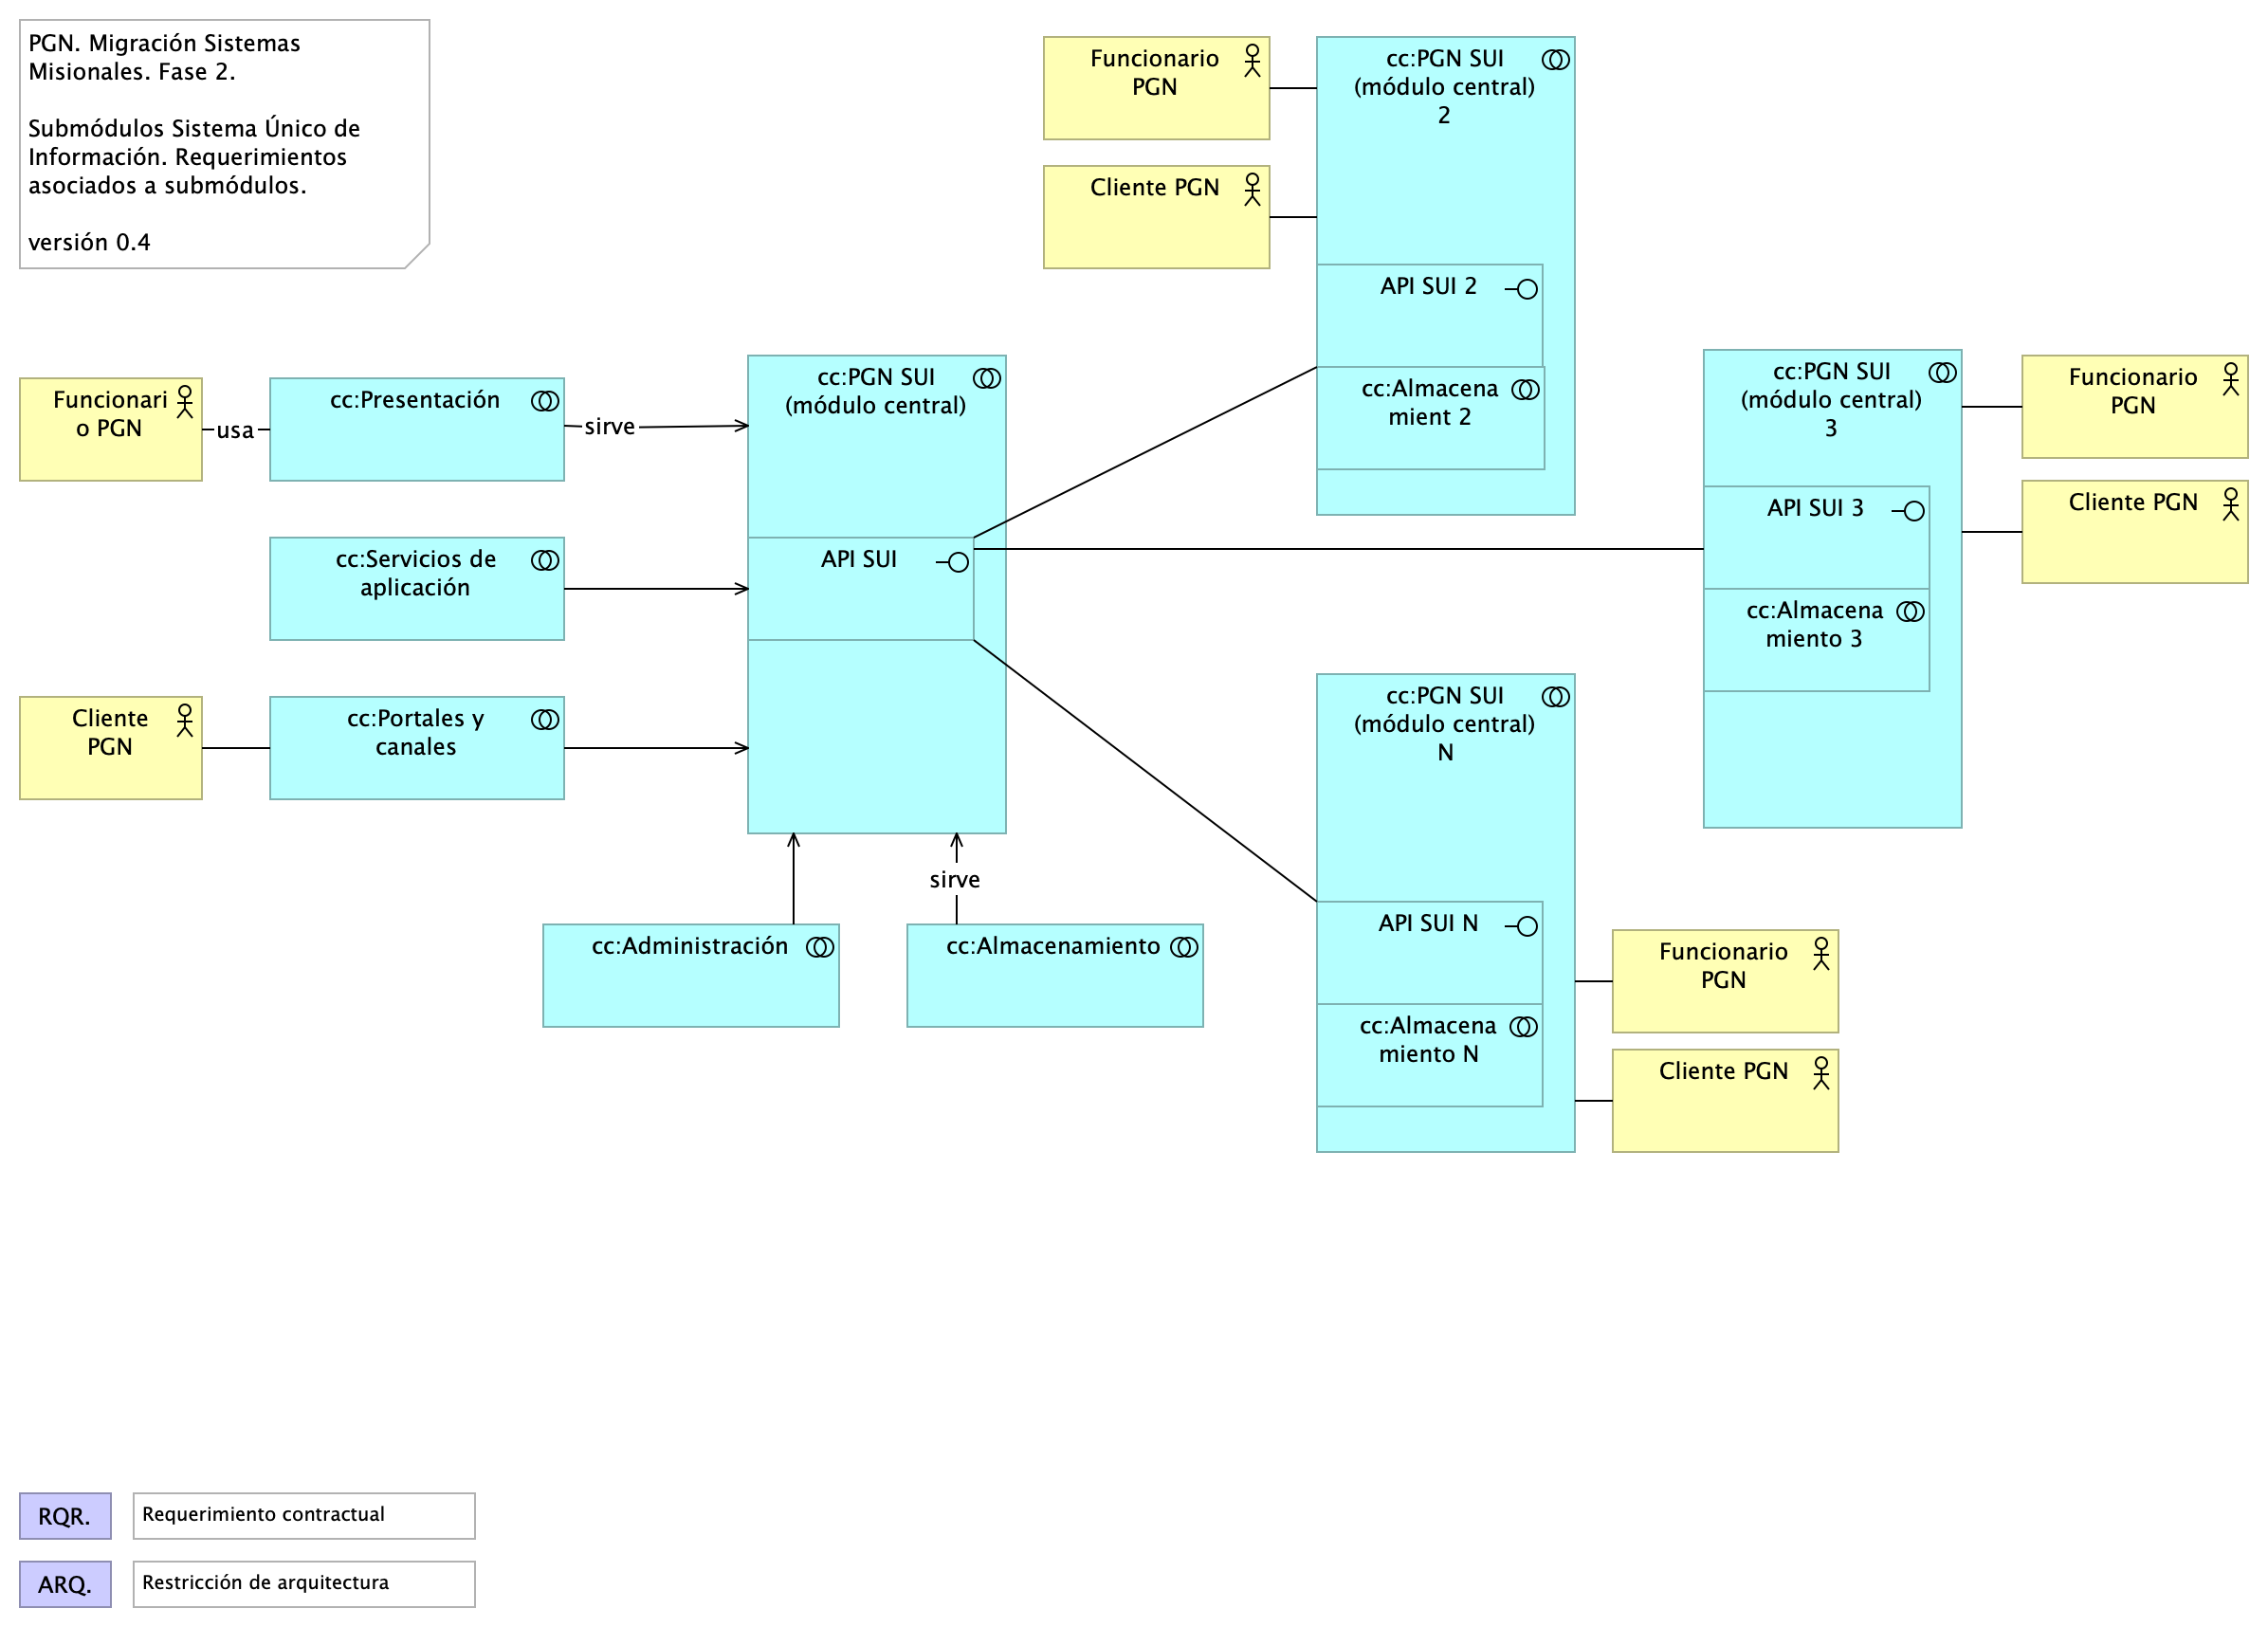 PGN. Migración Sistemas
Misionales. Fase 2.
Submódulos Sistema Único de
Información. Requerimientos
asociados a submódulos.
versión 0.4
Funcionario
PGN
Cliente PGN
cc:PGN SUI
(módulo central)
2
API SUI 2
cc:Almacena
mient 2
Funcionari
o PGN
usa
cc:Presentación
sirve
cc:PGN SUI
(módulo central)
API SUI
cc:Servicios de
aplicación
Cliente
PGN
cc:Portales y
canales
sirve
cc:Administración
cc:Almacenamiento
cc:PGN SUI
(módulo central)
3
API SUI 3
cc:Almacena
miento 3
Funcionario
PGN
Cliente PGN
cc:PGN SUI
(módulo central)
N
API SUI N
cc:Almacena
miento N
Funcionario
PGN
Cliente PGN
RQR.
Requerimiento contractual
ARQ.
Restricción de arquitectura